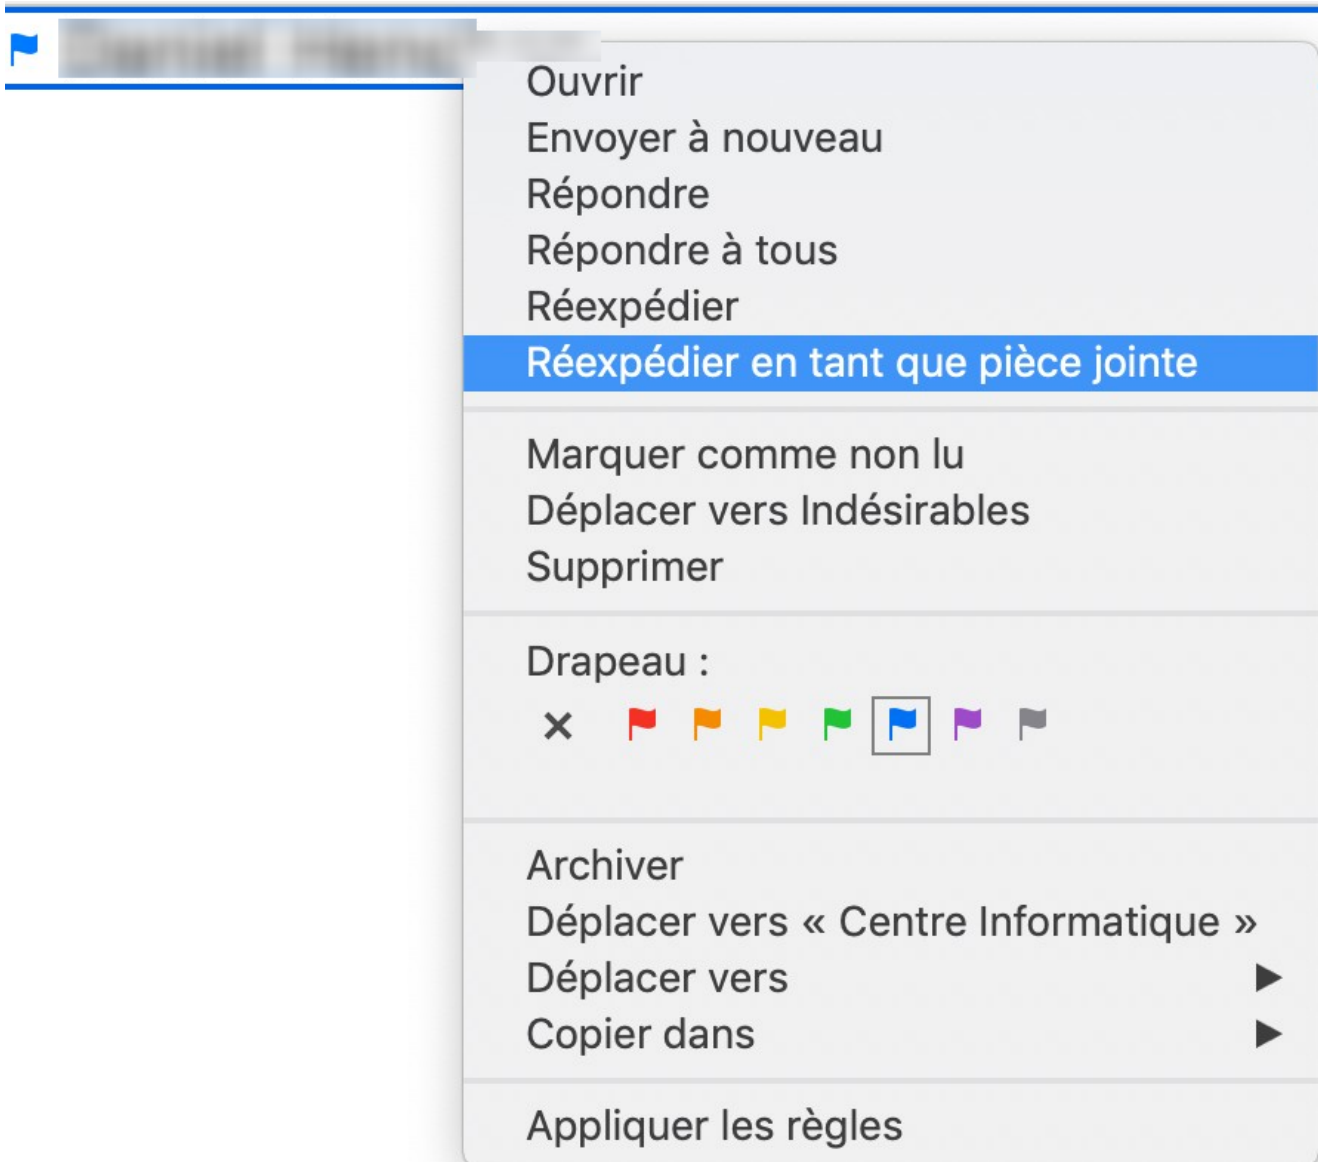 Ouvrir
Envoyer à nouveau
Répondre
Répondre à tous
Réexpédier
Réexpédier en tant que pièce jointe
Marquer comme non lu
Déplacer vers Indésirables
Supprimer
Drapeau :
Archiver
Déplacer vers « Centre Informatique »
Déplacer vers
Copier dans
Appliquer les règles